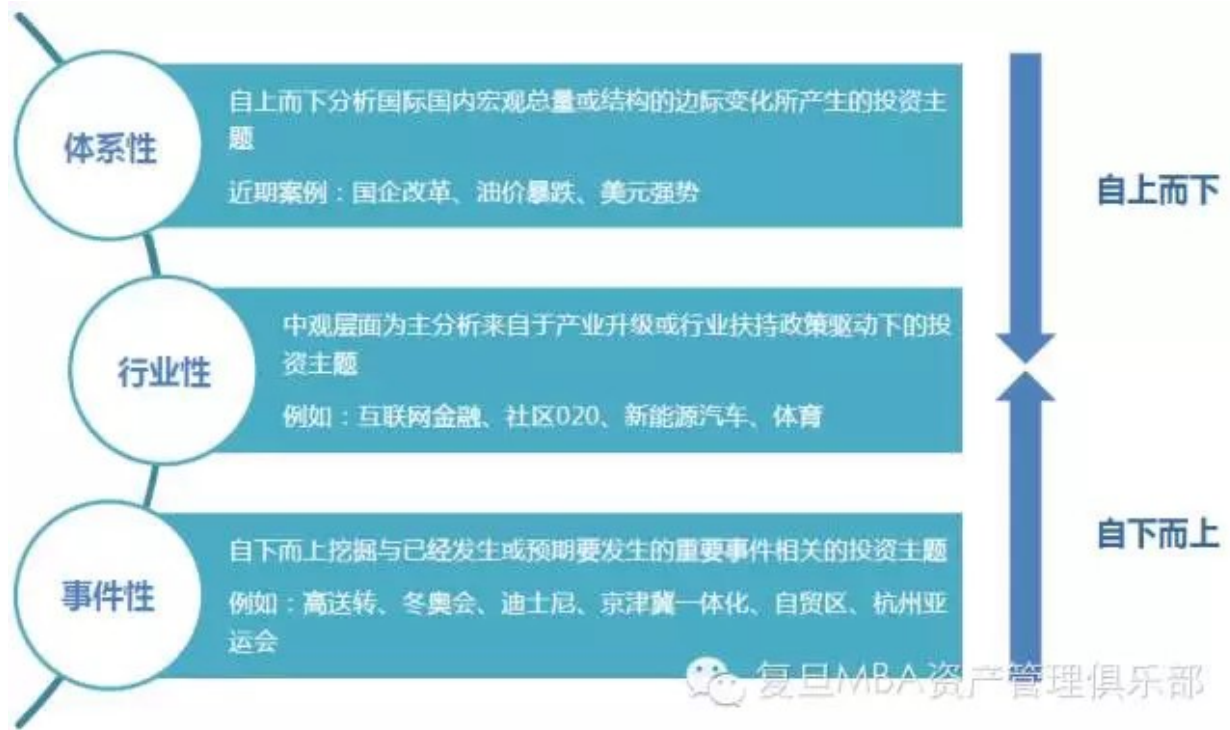 体系性
自上而下分析国际国内宏观总量或结构的边际变化所产生的投资主
题
近期案例：国企改革、油价暴跌、美元强势
自上而下
行业性
中观层面为主分析来自于产业升级或行业扶持政策驱动下的投
资主题
例如：互联网金融、社区O2O、新能源汽车、体育
事件性
自下而上挖掘与已经发生或预期要发生的重要事件相关的投资主题
例如：高送转、冬奥会、迪士尼、京津冀一体化、自贸区、杭州亚
运会
自下而上
复旦MBA资产管理俱乐部